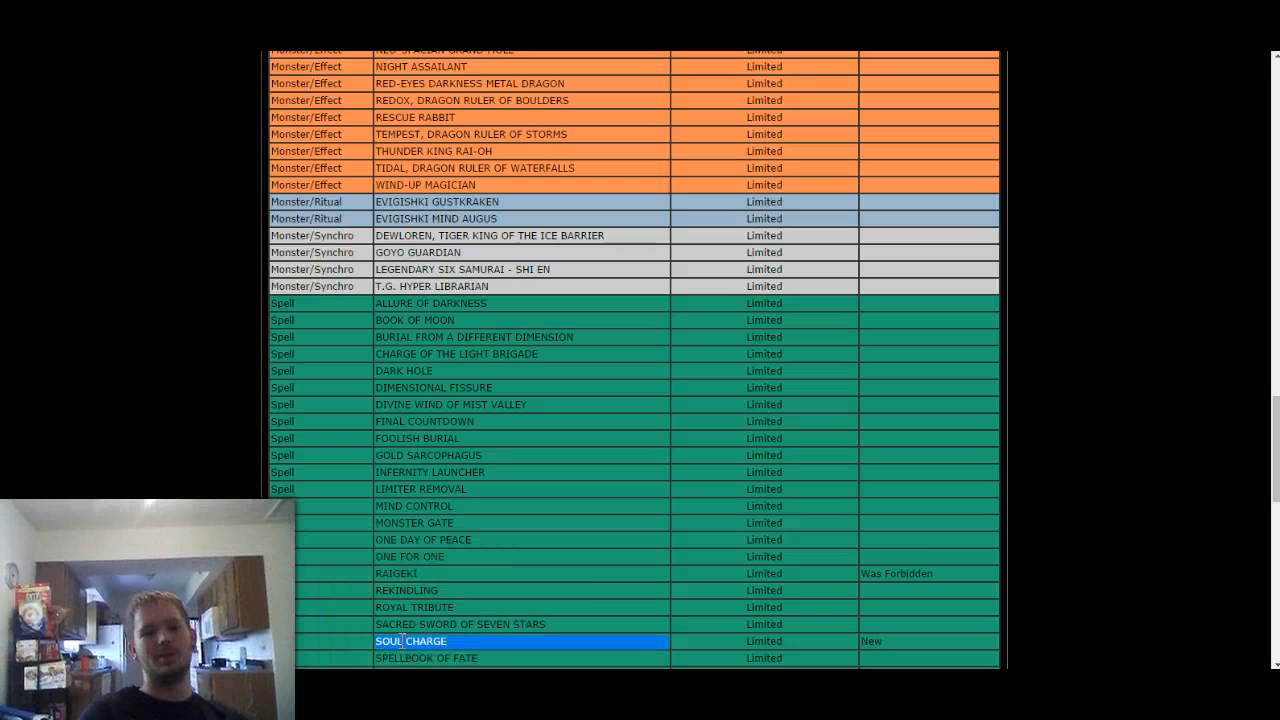 Monster/Effect NEO-SPACIAN GRAND MOLE Limited
Monster/Effect NIGHT ASSAILANT Limited
Monster/Effect RED-EYES DARKNESS METAL DRAGON Limited
Monster/Effect REDOX, DRAGON RULER OF BOULDERS Limited
Monster/Effect RESCUE RABBIT Limited
Monster/Effect TEMPEST, DRAGON RULER OF STORMS Limited
Monster/Effect THUNDER KING RAI-OH Limited
Monster/Effect TIDAL, DRAGON RULER OF WATERFALLS Limited
Monster/Effect WIND-UP MAGICIAN Limited
Monster/Ritual EVIGISHKI GUSTKRAKEN Limited
Monster/Ritual EVIGISHKI MIND AUGUS Limited
Monster/Synchro DEWLOREN, TIGER KING OF THE ICE BARRIER Limited
Monster/Synchro GOYO GUARDIAN Limited
Monster/Synchro LEGENDARY SIX SAMURAI - SHI EN Limited
Monster/Synchro T.G. HYPER LIBRARIAN Limited
Spell ALLURE OF DARKNESS Limited
Spell BOOK OF MOON Limited
Spell BURIAL FROM A DIFFERENT DIMENSION Limited
Spell CHARGE OF THE LIGHT BRIGADE Limited
Spell DARK HOLE Limited
Spell DIMENSIONAL FISSURE Limited
Spell DIVINE WIND OF MIST VALLEY Limited
Spell FINAL COUNTDOWN Limited
Spell FOOLISH BURIAL Limited
Spell GOLD SARCOPHAGUS Limited
Spell INFERNITY LAUNCHER Limited
Spell LIMITER REMOVAL Limited
MIND CONTROL Limited
MONSTER GATE Limited
ONE DAY OF PEACE Limited
ONE FOR ONE Limited
RAIGEKI Limited Was Forbidden
REKINDLING Limited
ROYAL TRIBUTE Limited
SACRED SWORD OF SEVEN STARS Limited
SOUL CHARGE Limited New
SPELLBOOK OF FATE Limited